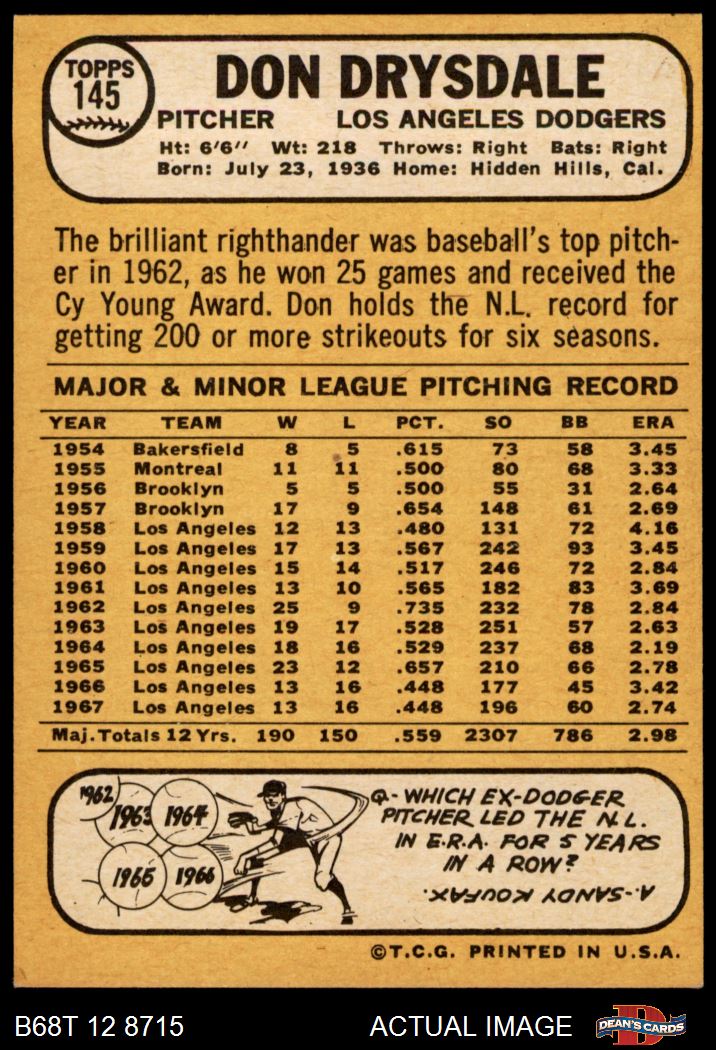 TOPPS
145
DON DRYSDALE
PITCHER LOS ANGELES DODGERS
Ht: 6'6" Wt: 218 Throws: Right Bats: Right
Born: July 23, 1936 Home: Hidden Hills, Cal.
The brilliant righthander was baseball's top pitch-
er in 1962, as he won 25 games and received the
Cy Young Award. Don holds the N.L. record for
getting 200 or more strikeouts for six seasons.
MAJOR & MINOR LEAGUE PITCHING RECORD
YEAR TEAM W L PCT. SO BB ERA
1954 Bakersfield 8 5 .615 73 58 3.45
1955 Montreal 11 11 .500 80 68 3.33
1956 Brooklyn 5 5 .500 55 31 2.64
1957 Brooklyn 17 9 .654 148 61 2.69
1958 Los Angeles 12 13 .480 131 72 4.16
1959 Los Angeles 17 13 .567 242 93 3.45
1960 Los Angeles 15 14 .517 246 72 2.84
1961 Los Angeles 13 10 .565 182 83 3.69
1962 Los Angeles 25 9 .735 232 78 2.84
1963 Los Angeles 19 17 .528 251 57 2.63
1964 Los Angeles 18 16 .529 237 68 2.19
1965 Los Angeles 23 12 .657 210 66 2.78
1966 Los Angeles 13 16 .448 177 45 3.42
1967 Los Angeles 13 16 .448 196 60 2.74
Maj. Totals 12 Yrs. 190 150 .559 2307 786 2.98
1962
1963
1964
1965
1966
Q- WHICH EX-DODGER
PITCHER LED THE N.L.
IN E.R.A. FOR 5 YEARS
IN A ROW?
A.-SANDY KOUFAX.
©T.C.G. PRINTED IN U.S.A.
B68T 12 8715 ACTUAL IMAGE
D
DEAN'S CARDS